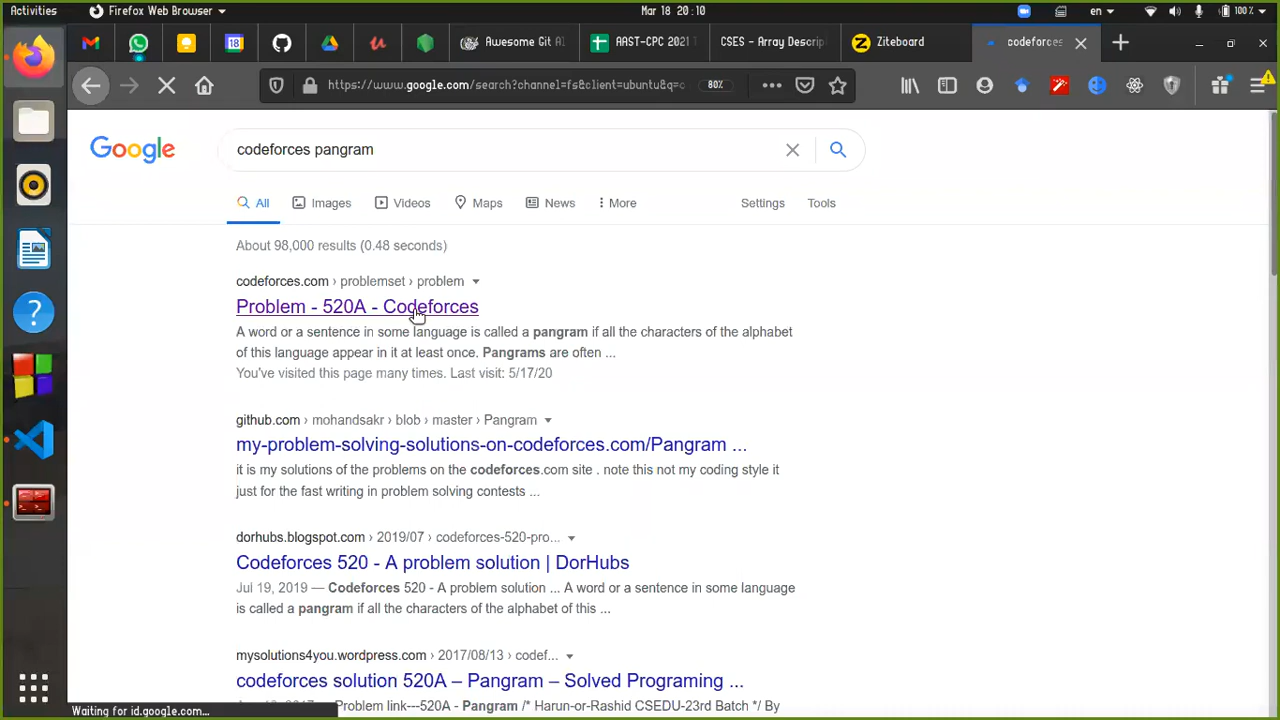 Activities
Firefox Web Browser
Mar 18 20:10
en
100 %
18
Awesome Git Al
AAST-CPC 2021 T
CSES - Array Descrip
Ziteboard
codeforces
https://www.google.com/search?channel=fs&client=ubuntu&q=c
80%
Google
codeforces pangram
All
Images
Videos
Maps
News
More
Settings
Tools
About 98,000 results (0.48 seconds)
codeforces.com › problemset › problem
Problem - 520A - Codeforces
A word or a sentence in some language is called a pangram if all the characters of the alphabet
of this language appear in it at least once. Pangrams are often ...
You've visited this page many times. Last visit: 5/17/20
github.com › mohandsakr › blob › master › Pangram
my-problem-solving-solutions-on-codeforces.com/Pangram ...
it is my solutions of the problems on the codeforces.com site . note this not my coding style it
just for the fast writing in problem solving contests ...
dorhubs.blogspot.com › 2019/07 › codeforces-520-pro...
Codeforces 520 - A problem solution | DorHubs
Jul 19, 2019 — Codeforces 520 - A problem solution ... A word or a sentence in some language
is called a pangram if all the characters of the alphabet of this ...
mysolutions4you.wordpress.com › 2017/08/13 › codef...
codeforces solution 520A – Pangram – Solved Programing ...
Problem link---520A - Pangram /* Harun-or-Rashid CSEDU-23rd Batch */ By
Waiting for id.google.com...